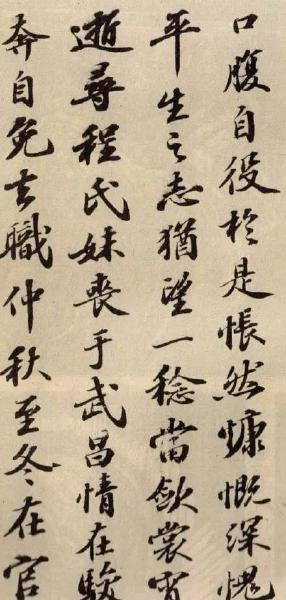 口腹自役於是悵然慷慨深愧
平生之志猶望一稔當歛裳宵
逝尋程氏妹喪于武昌情在駿
奔自免去職仲秋至冬在官